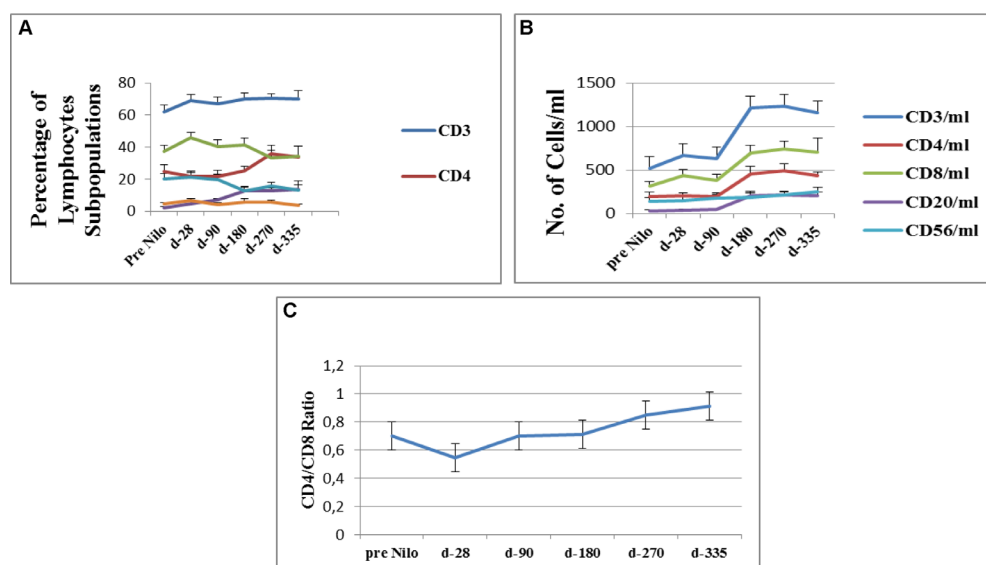 A
Percentage of
Lymphocytes
Subpopulations
80
60
40
20
0
Pre Nilo
d-28
d-90
d-180
d-270
d-335
CD3
CD4
B
No. of Cells/ml
1500
1000
500
0
pre Nilo
d-28
d-90
d-180
d-270
d-335
CD3/ml
CD4/ml
CD8/ml
CD20/ml
CD56/ml
C
CD4/CD8 Ratio
1,2
1
0,8
0,6
0,4
0,2
0
pre Nilo
d-28
d-90
d-180
d-270
d-335